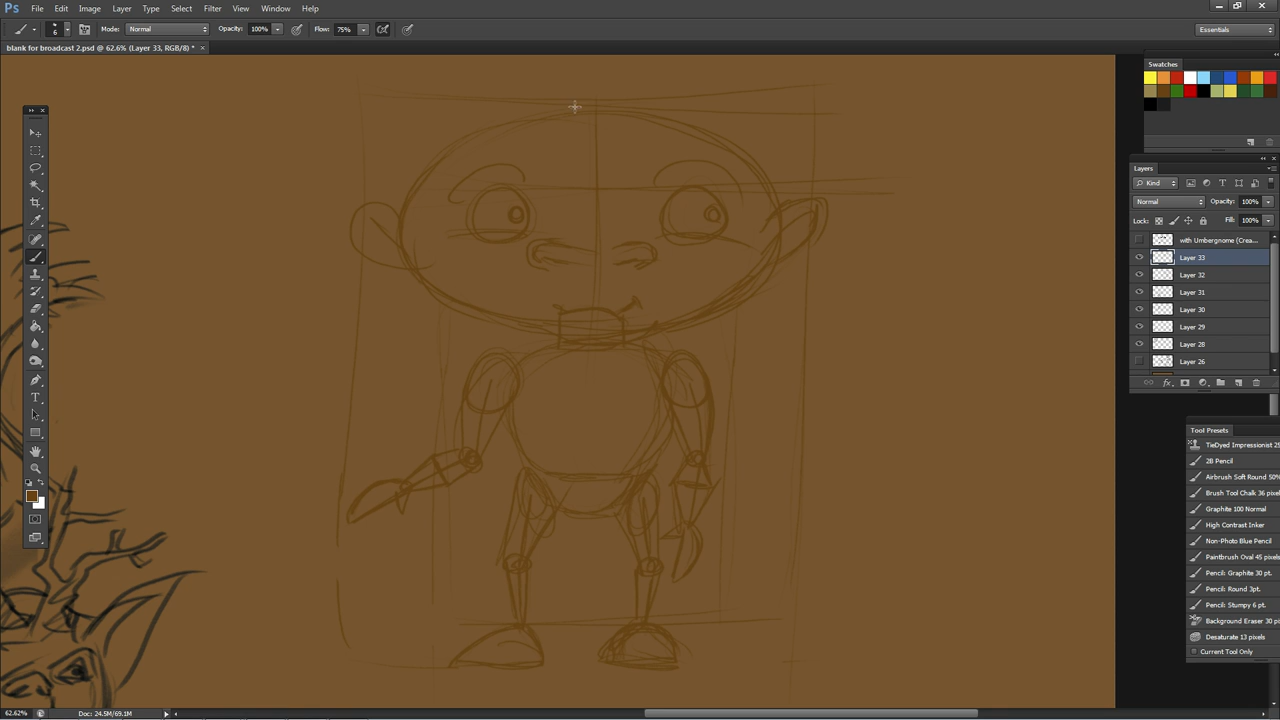 Ps File Edit Image Layer Type Select Filter View Window Help
6 Mode: Normal Opacity: 100% Flow: 75% Essentials
blank for broadcast 2.psd @ 62.6% (Layer 33, RGB/8) * ×
Swatches
Layers
Kind
Normal Opacity: 100%
Lock: Fill: 100%
with Umbergnome (Crea...
Layer 33
Layer 32
Layer 31
Layer 30
Layer 29
Layer 28
Layer 26
fx
Tool Presets
TieDyed Impressionist 25
2B Pencil
Airbrush Soft Round 50%
Brush Tool Chalk 36 pixel
Graphite 100 Normal
High Contrast Inker
Non-Photo Blue Pencil
Paintbrush Oval 45 pixels
Pencil: Graphite 30 pt.
Pencil: Round 3pt.
Pencil: Stumpy 6 pt.
Background Eraser 30 pi
Desaturate 13 pixels
Current Tool Only
62.62% Doc: 24.5M/69.1M